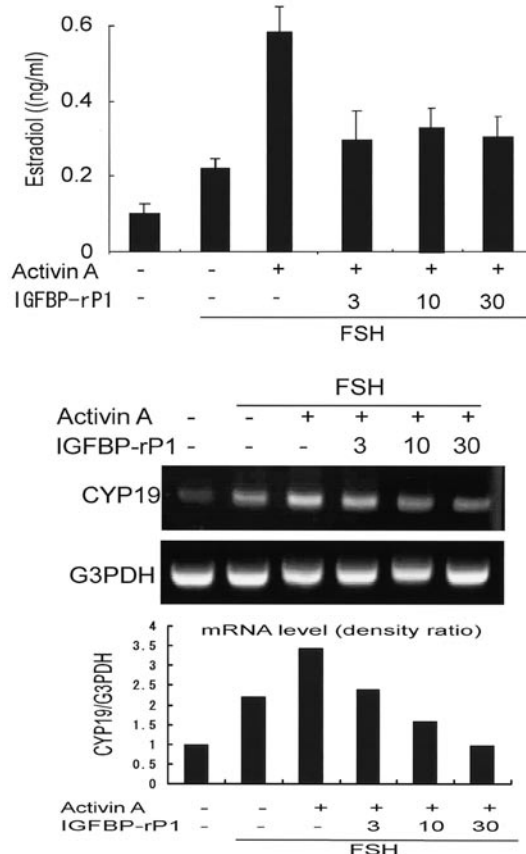 Estradiol ((ng/ml)
0.6
0.4
0.2
0
Activin A - - + + + +
IGFBP-rP1 - - - 3 10 30
FSH
FSH
Activin A - - + + + +
IGFBP-rP1 - - - 3 10 30
CYP19
G3PDH
mRNA level (density ratio)
CYP19/G3PDH
4
3.5
3
2.5
2
1.5
1
0.5
0
Activin A - - + + + +
IGFBP-rP1 - - - 3 10 30
FSH